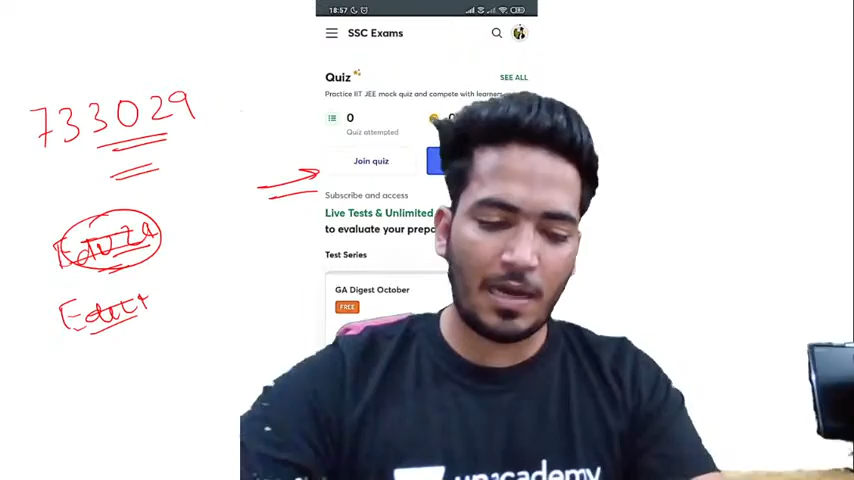 18:57
SSC Exams
Quiz
SEE ALL
Practice IIT JEE mock quiz and compete with learners
0
Quiz attempted
Join quiz
Subscribe and access
Live Tests & Unlimited
to evaluate your
Test Series
GA Digest October
FREE
733029
unacademy